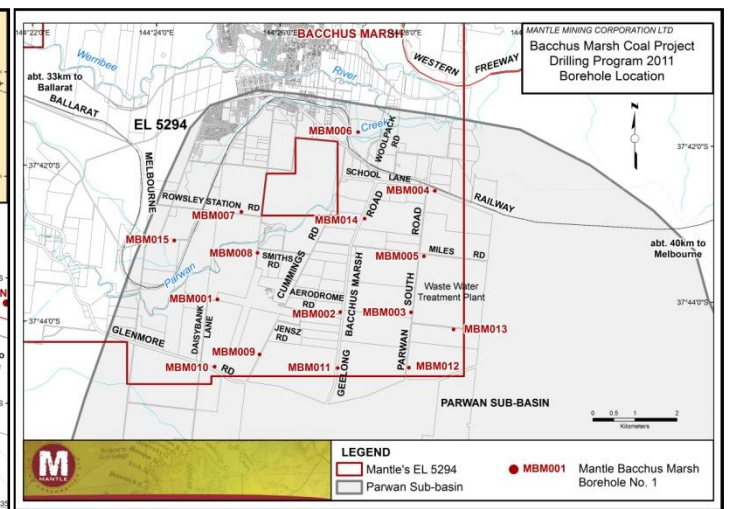 MANTLE MINING CORPORATION LTD
Bacchus Marsh Coal Project
Drilling Program 2011
Borehole Location
144°22'0"E
144°24'0"E
BACCHUS MARSH
WESTERN FREEWAY
Werribee
River
abt. 33km to
Ballarat
BALLARAT
EL 5294
MBM006
Creek
WOOLPACK
RD
37°42'0"S
37°42'0"S
MELBOURNE
SCHOOL LANE
MBM004
RAILWAY
ROWSLEY STATION RD
MBM007
MBM014
ROAD
ROAD
MBM015
RD
MBM008
SMITHS
RD
CUMMINGS
MBM005
MILES RD
abt. 40km to
Melbourne
Parwan
BACCHUS MARSH
SOUTH
Waste Water
Treatment Plant
MBM001
AERODROME
RD
MBM002
MBM003
37°44'0"S
37°44'0"S
GLENMORE
DAISYBANK
LANE
JENSZ
RD
MBM013
MBM009
MBM010
RD
GEELONG
MBM011
PARWAN
MBM012
PARWAN SUB-BASIN
0 0.5 1 2
Kilometers
M
MANTLE
LEGEND
Mantle's EL 5294
Parwan Sub-basin
MBM001 Mantle Bacchus Marsh
Borehole No. 1